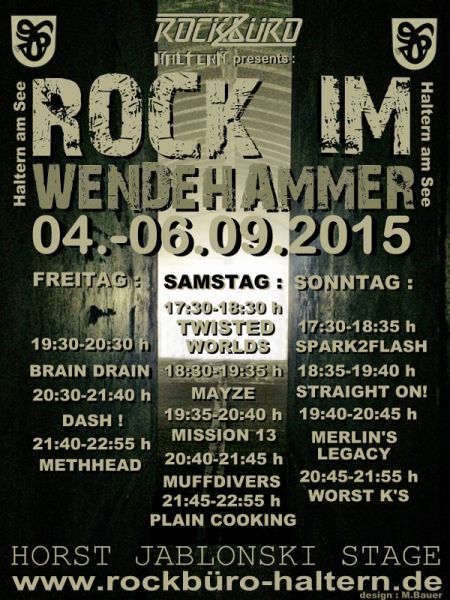 ROCKBÜRO
HALTERN presents :
Haltern am See
ROCK IM
WENDEHAMMER
Haltern am See
04.-06.09.2015
FREITAG :
19:30-20:30 h
BRAIN DRAIN
20:30-21:40 h
DASH !
21:40-22:55 h
METHHEAD
SAMSTAG :
17:30-18:30 h
TWISTED
WORLDS
18:30-19:35 h
MAYZE
19:35-20:40 h
MISSION 13
20:40-21:45 h
MUFFDIVERS
21:45-22:55 h
PLAIN COOKING
SONNTAG :
17:30-18:35 h
SPARK2FLASH
18:35-19:40 h
STRAIGHT ON!
19:40-20:45 h
MERLIN'S
LEGACY
20:45-21:55 h
WORST K'S
HORST JABLONSKI STAGE
www.rockbüro-haltern.de
design : M.Bauer